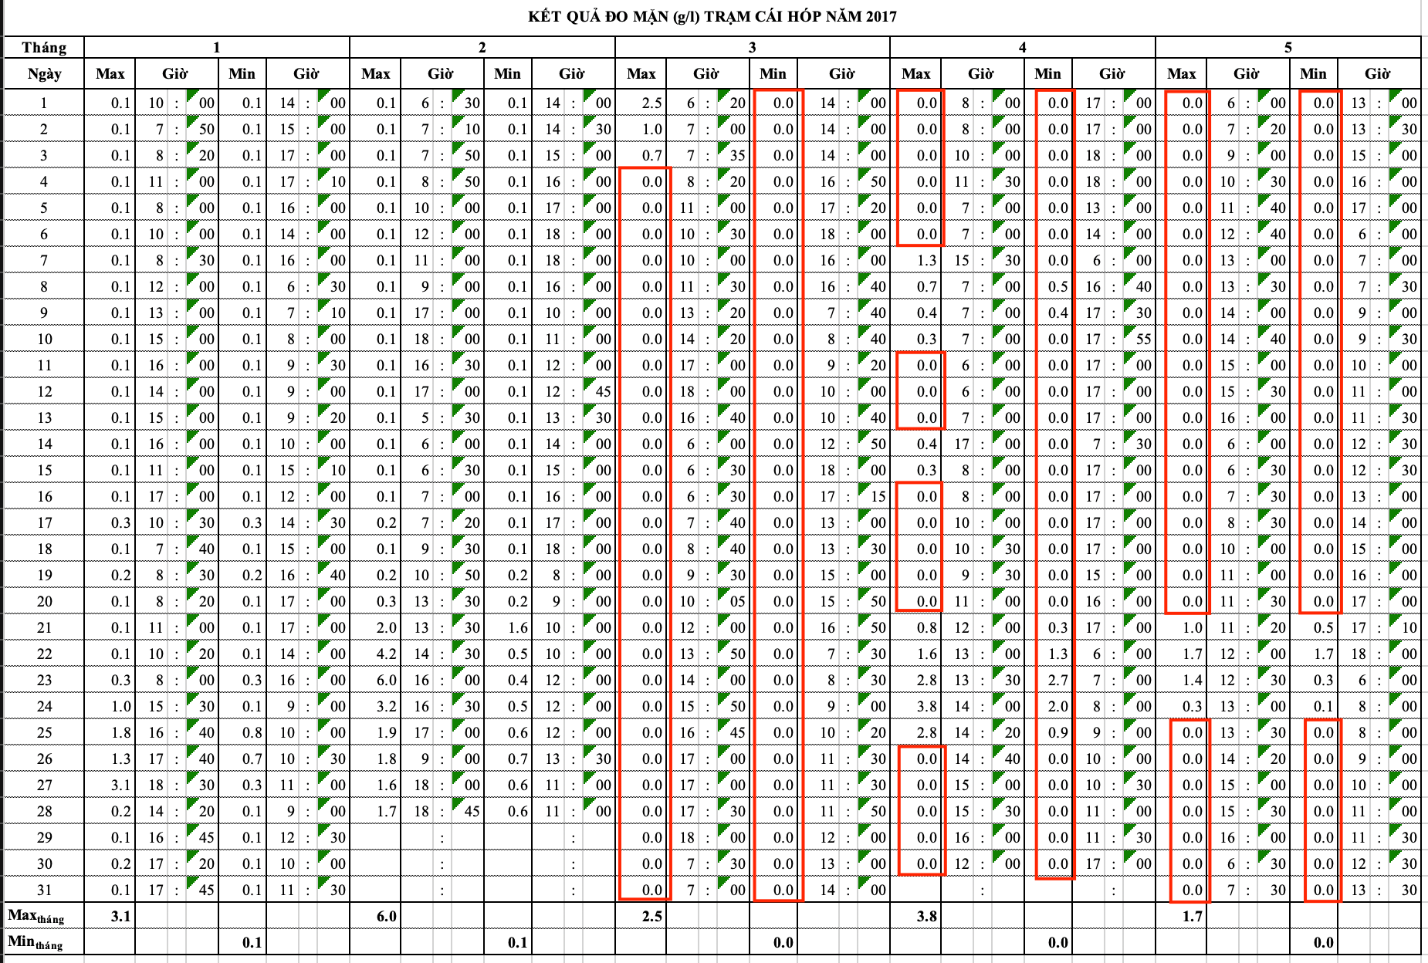 KẾT QUẢ ĐO MẶN (g/l) TRẠM CÁI HÓP NĂM 2017
Tháng 1 2 3 4 5
Ngày Max Giờ Min Giờ Max Giờ Min Giờ Max Giờ Min Giờ Max Giờ Min Giờ Max Giờ Min Giờ
1 0.1 10 : 00 0.1 14 : 00 0.1 6 : 30 0.1 14 : 00 2.5 6 : 20 0.0 14 : 00 0.0 8 : 00 0.0 17 : 00 0.0 6 : 00 0.0 13 : 00
2 0.1 7 : 50 0.1 15 : 00 0.1 7 : 10 0.1 14 : 30 1.0 7 : 00 0.0 14 : 00 0.0 8 : 00 0.0 17 : 00 0.0 7 : 20 0.0 13 : 30
3 0.1 8 : 20 0.1 17 : 00 0.1 7 : 50 0.1 15 : 00 0.7 7 : 35 0.0 14 : 00 0.0 10 : 00 0.0 18 : 00 0.0 9 : 00 0.0 15 : 00
4 0.1 11 : 00 0.1 17 : 10 0.1 8 : 50 0.1 16 : 00 0.0 8 : 20 0.0 16 : 50 0.0 11 : 30 0.0 18 : 00 0.0 10 : 30 0.0 16 : 00
5 0.1 8 : 00 0.1 16 : 00 0.1 10 : 00 0.1 17 : 00 0.0 11 : 00 0.0 17 : 20 0.0 7 : 00 0.0 13 : 00 0.0 11 : 40 0.0 17 : 00
6 0.1 10 : 00 0.1 14 : 00 0.1 12 : 00 0.1 18 : 00 0.0 10 : 30 0.0 18 : 00 0.0 7 : 00 0.0 14 : 00 0.0 12 : 40 0.0 6 : 00
7 0.1 8 : 30 0.1 16 : 00 0.1 11 : 00 0.1 18 : 00 0.0 10 : 00 0.0 16 : 00 1.3 15 : 30 0.0 6 : 00 0.0 13 : 00 0.0 7 : 00
8 0.1 12 : 00 0.1 6 : 30 0.1 9 : 00 0.1 16 : 00 0.0 11 : 30 0.0 16 : 40 0.7 7 : 00 0.5 16 : 40 0.0 13 : 30 0.0 7 : 30
9 0.1 13 : 00 0.1 7 : 10 0.1 17 : 00 0.1 10 : 00 0.0 13 : 20 0.0 7 : 40 0.4 7 : 00 0.4 17 : 30 0.0 14 : 00 0.0 9 : 00
10 0.1 15 : 00 0.1 8 : 00 0.1 18 : 00 0.1 11 : 00 0.0 14 : 20 0.0 8 : 40 0.3 7 : 00 0.0 17 : 55 0.0 14 : 40 0.0 9 : 30
11 0.1 16 : 00 0.1 9 : 30 0.1 16 : 30 0.1 12 : 00 0.0 17 : 00 0.0 9 : 20 0.0 6 : 00 0.0 17 : 00 0.0 15 : 00 0.0 10 : 00
12 0.1 14 : 00 0.1 9 : 00 0.1 17 : 00 0.1 12 : 45 0.0 18 : 00 0.0 10 : 00 0.0 6 : 00 0.0 17 : 00 0.0 15 : 30 0.0 11 : 00
13 0.1 15 : 00 0.1 9 : 20 0.1 5 : 30 0.1 13 : 30 0.0 16 : 40 0.0 10 : 40 0.0 7 : 00 0.0 17 : 00 0.0 16 : 00 0.0 11 : 30
14 0.1 16 : 00 0.1 10 : 00 0.1 6 : 00 0.1 14 : 00 0.0 6 : 00 0.0 12 : 50 0.4 17 : 00 0.0 7 : 30 0.0 6 : 00 0.0 12 : 30
15 0.1 11 : 00 0.1 15 : 10 0.1 6 : 30 0.1 15 : 00 0.0 6 : 30 0.0 18 : 00 0.3 8 : 00 0.0 17 : 00 0.0 6 : 30 0.0 12 : 30
16 0.1 17 : 00 0.1 12 : 00 0.1 7 : 00 0.1 16 : 00 0.0 6 : 30 0.0 17 : 15 0.0 8 : 00 0.0 17 : 00 0.0 7 : 30 0.0 13 : 00
17 0.3 10 : 30 0.3 14 : 30 0.2 7 : 20 0.1 17 : 00 0.0 7 : 40 0.0 13 : 00 0.0 10 : 00 0.0 17 : 00 0.0 8 : 30 0.0 14 : 00
18 0.1 7 : 40 0.1 15 : 00 0.1 9 : 30 0.1 18 : 00 0.0 8 : 40 0.0 13 : 30 0.0 10 : 30 0.0 17 : 00 0.0 10 : 00 0.0 15 : 00
19 0.2 8 : 30 0.2 16 : 40 0.2 10 : 50 0.2 8 : 00 0.0 9 : 30 0.0 15 : 00 0.0 9 : 30 0.0 15 : 00 0.0 11 : 00 0.0 16 : 00
20 0.1 8 : 20 0.1 17 : 00 0.3 13 : 30 0.2 9 : 00 0.0 10 : 05 0.0 15 : 50 0.0 11 : 00 0.0 16 : 00 0.0 11 : 30 0.0 17 : 00
21 0.1 11 : 00 0.1 17 : 00 2.0 13 : 30 1.6 10 : 00 0.0 12 : 00 0.0 16 : 50 0.8 12 : 00 0.3 17 : 00 1.0 11 : 20 0.5 17 : 10
22 0.1 10 : 20 0.1 14 : 00 4.2 14 : 30 0.5 10 : 00 0.0 13 : 50 0.0 7 : 30 1.6 13 : 00 1.3 6 : 00 1.7 12 : 00 1.7 18 : 00
23 0.3 8 : 00 0.3 16 : 00 6.0 16 : 00 0.4 12 : 00 0.0 14 : 00 0.0 8 : 30 2.8 13 : 30 2.7 7 : 00 1.4 12 : 30 0.3 6 : 00
24 1.0 15 : 30 0.1 9 : 00 3.2 16 : 30 0.5 12 : 00 0.0 15 : 50 0.0 9 : 00 3.8 14 : 00 2.0 8 : 00 0.3 13 : 00 0.1 8 : 00
25 1.8 16 : 40 0.8 10 : 00 1.9 17 : 00 0.6 12 : 00 0.0 16 : 45 0.0 10 : 20 2.8 14 : 20 0.9 9 : 00 0.0 13 : 30 0.0 8 : 00
26 1.3 17 : 40 0.7 10 : 30 1.8 9 : 00 0.7 13 : 30 0.0 17 : 00 0.0 11 : 30 0.0 14 : 40 0.0 10 : 00 0.0 14 : 20 0.0 9 : 00
27 3.1 18 : 30 0.3 11 : 00 1.6 18 : 00 0.6 11 : 00 0.0 17 : 00 0.0 11 : 30 0.0 15 : 00 0.0 10 : 30 0.0 15 : 00 0.0 10 : 00
28 0.2 14 : 20 0.1 9 : 00 1.7 18 : 45 0.6 11 : 00 0.0 17 : 30 0.0 11 : 50 0.0 15 : 30 0.0 11 : 00 0.0 15 : 30 0.0 11 : 00
29 0.1 16 : 45 0.1 12 : 30 : : 0.0 18 : 00 0.0 12 : 00 0.0 16 : 00 0.0 11 : 30 0.0 16 : 00 0.0 11 : 30
30 0.2 17 : 20 0.1 10 : 00 : : 0.0 7 : 30 0.0 13 : 00 0.0 12 : 00 0.0 17 : 00 0.0 6 : 30 0.0 12 : 30
31 0.1 17 : 45 0.1 11 : 30 : : 0.0 7 : 00 0.0 14 : 00 : : 0.0 7 : 30 0.0 13 : 30
Maxtháng 3.1 6.0 2.5 3.8 1.7
Mintháng 0.1 0.1 0.0 0.0 0.0